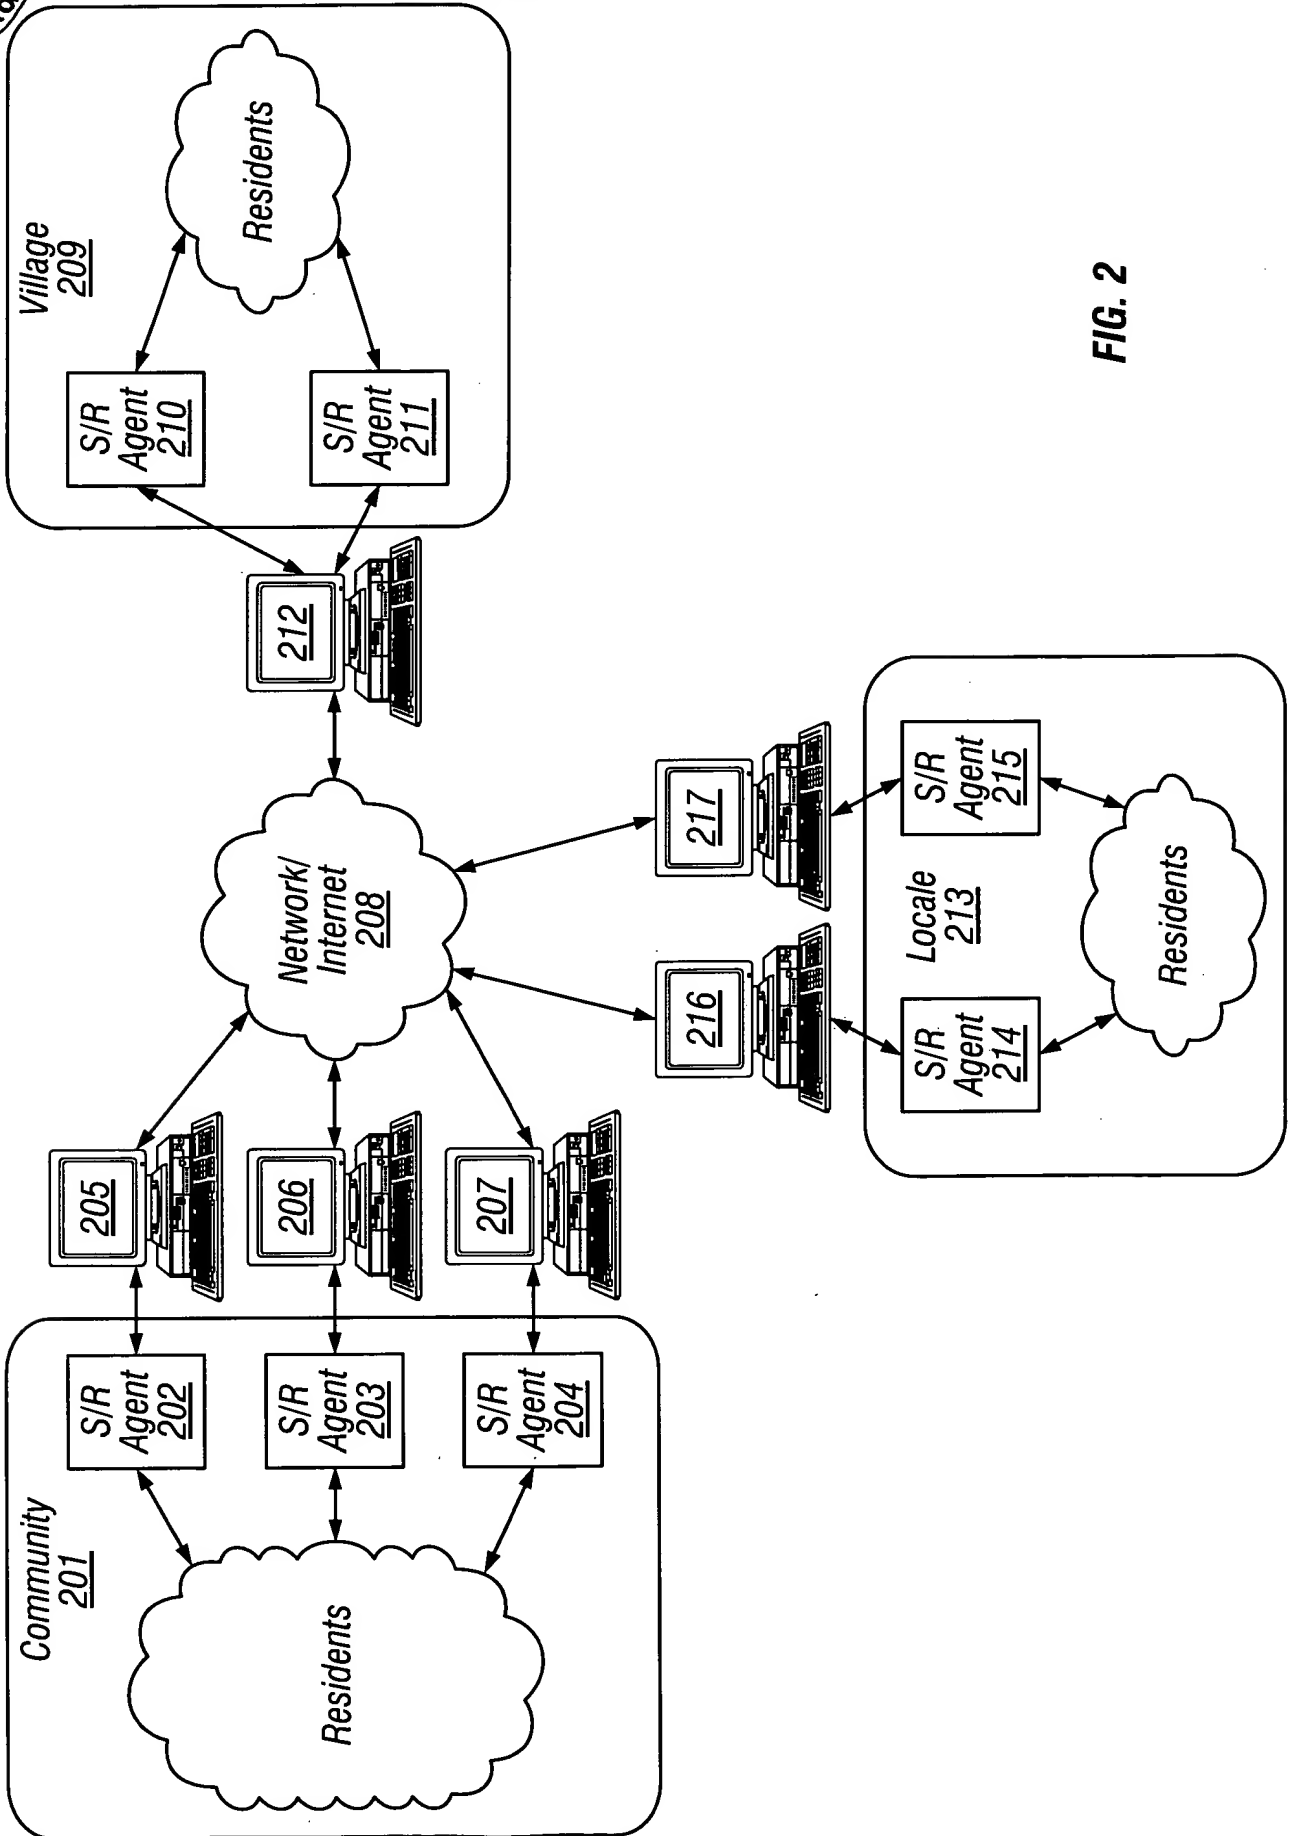 Community
201
Residents
S/R
Agent
202
S/R
Agent
203
S/R
Agent
204
205
206
207
Network/
Internet
208
212
Village
209
S/R
Agent
210
S/R
Agent
211
Residents
216
217
Locale
213
S/R
Agent
214
S/R
Agent
215
Residents
FIG. 2